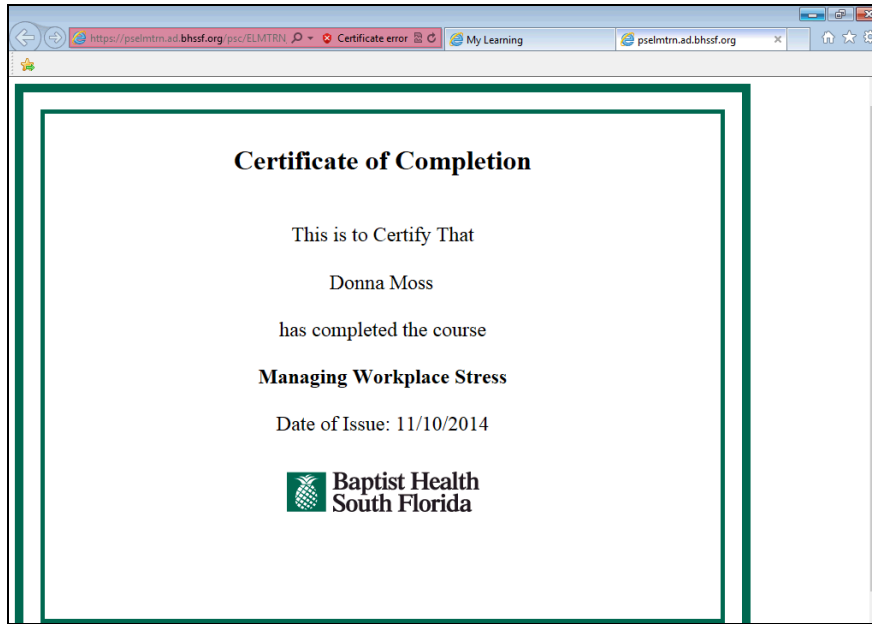 https://pselmtrn.ad.bhssf.org/psc/ELMTRN
Certificate error
My Learning
pselmtrn.ad.bhssf.org
Certificate of Completion
This is to Certify That
Donna Moss
has completed the course
Managing Workplace Stress
Date of Issue: 11/10/2014
Baptist Health
South Florida